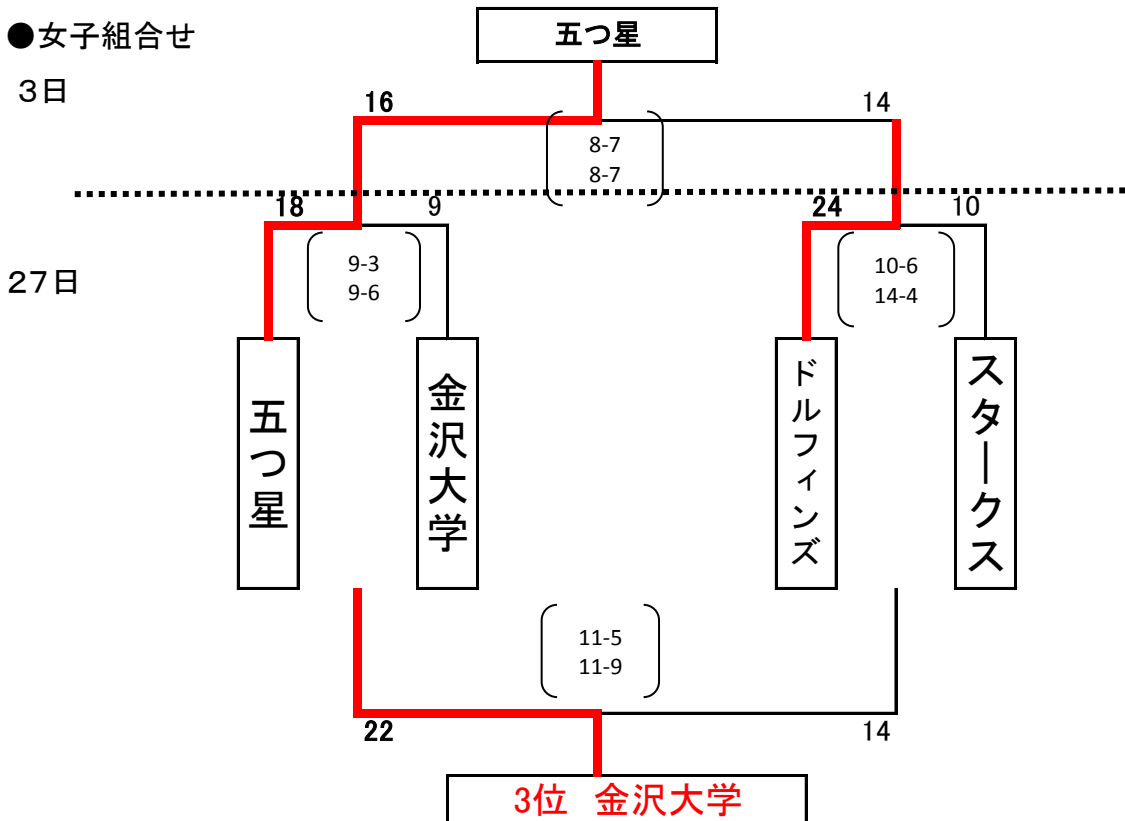 ●女子組合せ
五つ星
3日
16
14
8-7
8-7
18
9
24
10
27日
9-3
9-6
10-6
14-4
五つ星
金沢大学
ドルフィンズ
スタークス
11-5
11-9
22
14
3位 金沢大学